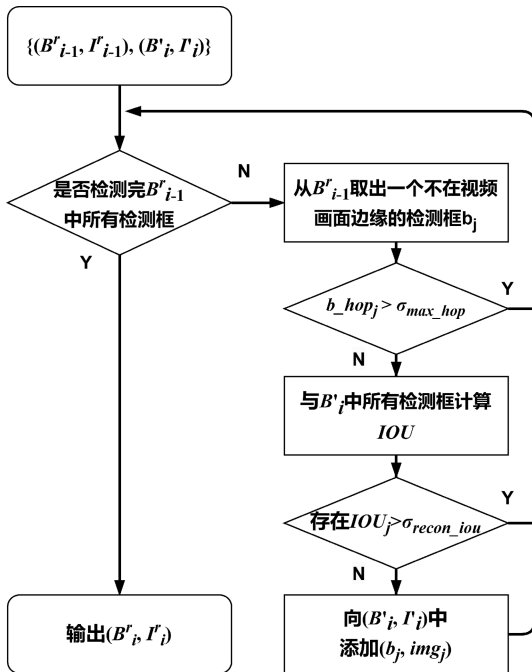 {(B^r_{i-1}, I^r_{i-1}), (B'_i, I'_i)}
是否检测完B^r_{i-1}
中所有检测框
N
Y
从B^r_{i-1}取出一个不在视频
画面边缘的检测框b_j
b_hop_j > σ_{max_hop}
Y
N
与B'_i中所有检测框计算
IOU
存在IOU_j>σ_{recon_iou}
Y
N
向(B'_i, I'_i)中
添加(b_j, img_j)
输出(B^r_i, I^r_i)